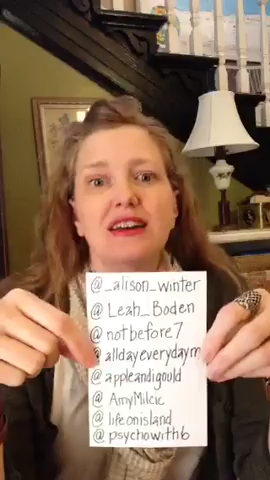 @_alison_winter
@Leah_Boden
@notbefore7
@alldayeverydaym
@appleandigould
@AmyMilcic
@lifeonisland
@psychowith6